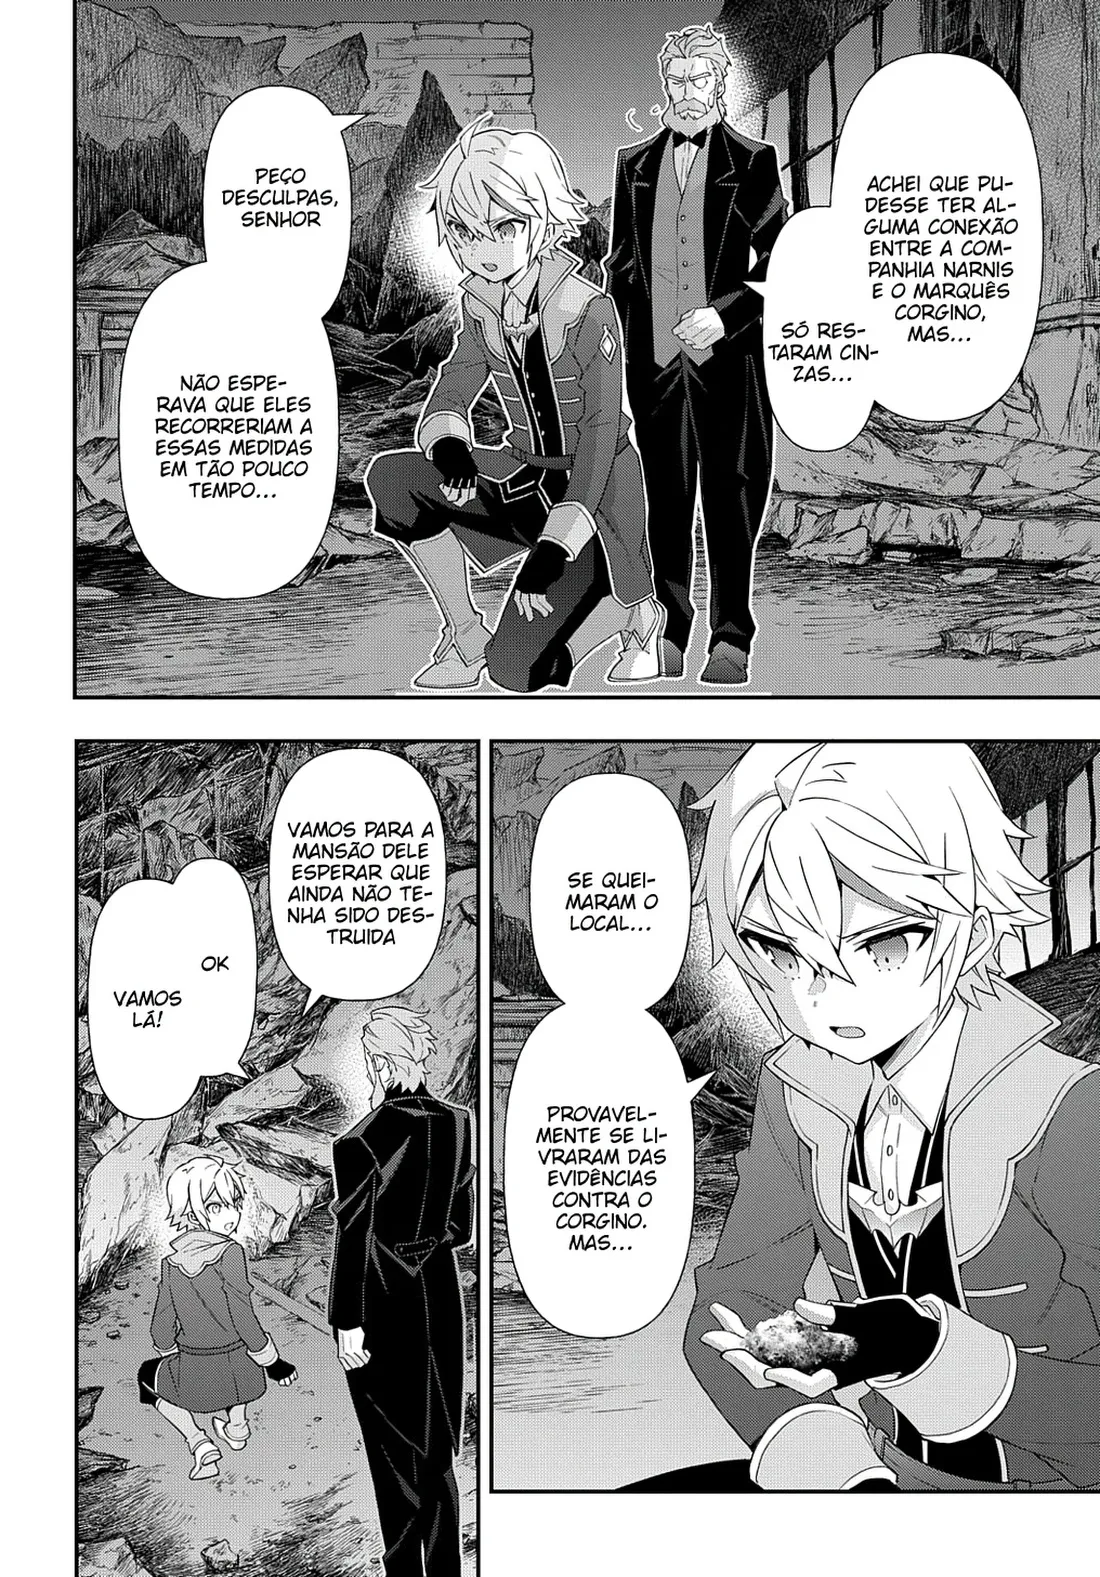 ACHEI QUE PU-
DESSE TER AL-
GUMA CONEXÃO
ENTRE A COM-
PANHIA NARNIS
E O MARQUÊS
CORGINO,
MAS...
SÓ RES-
TARAM CIN-
ZAS...
PEÇO
DESCULPAS,
SENHOR
NÃO ESPE-
RAVA QUE ELES
RECORRERIAM A
ESSAS MEDIDAS
EM TÃO POUCO
TEMPO...
SE QUEI-
MARAM O
LOCAL...
PROVAVEL-
MENTE SE LI-
VRARAM DAS
EVIDÊNCIAS
CONTRA O
CORGINO.
MAS...
VAMOS PARA A
MANSÃO DELE
ESPERAR QUE
AINDA NÃO TE-
NHA SIDO DES-
TRUIDA
OK
VAMOS
LÁ!